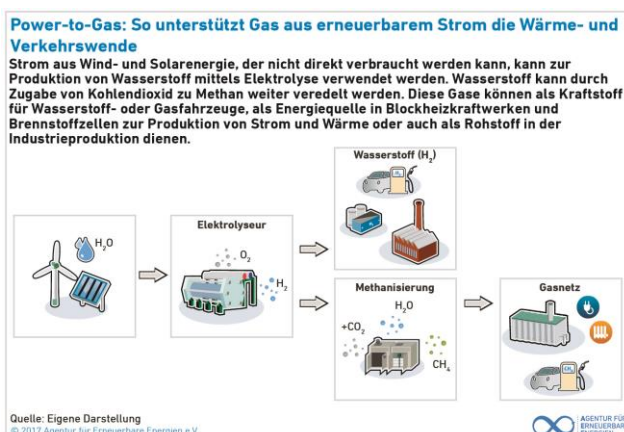 Power-to-Gas: So unterstützt Gas aus erneuerbarem Strom die Wärme- und
Verkehrswende
Strom aus Wind- und Solarenergie, der nicht direkt verbraucht werden kann, kann zur
Produktion von Wasserstoff mittels Elektrolyse verwendet werden. Wasserstoff kann durch
Zugabe von Kohlendioxid zu Methan weiter veredelt werden. Diese Gase können als Kraftstoff
für Wasserstoff- oder Gasfahrzeuge, als Energiequelle in Blockheizkraftwerken und
Brennstoffzellen zur Produktion von Strom und Wärme oder auch als Rohstoff in der
Industrieproduktion dienen.
Wasserstoff (H₂)
H₂
H₂O
Elektrolyseur
O₂
H₂
Methanisierung
H₂O
+CO₂
CH₄
Gasnetz
CH₄
Quelle: Eigene Darstellung
© 2017 Agentur für Erneuerbare Energien e.V.
AGENTUR FÜR
ERNEUERBARE
ENERGIEN